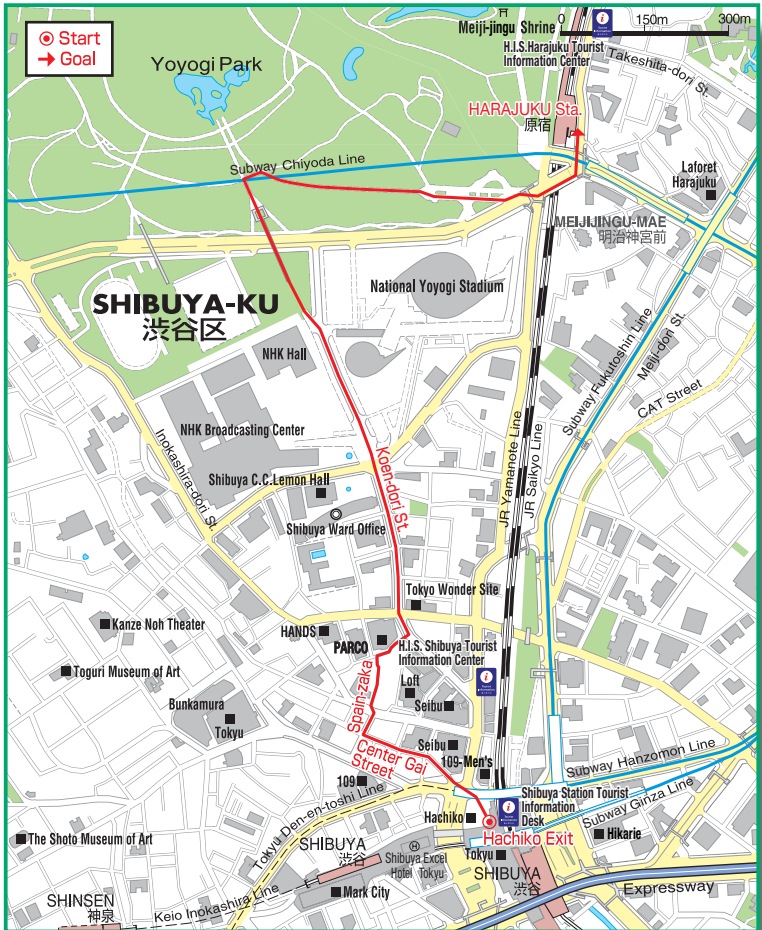 Start
Goal
Yoyogi Park
Meiji-jingu Shrine
0 150m 300m
H.I.S.Harajuku Tourist
Information Center
Takeshita-dori St.
HARAJUKU Sta.
原宿
Subway Chiyoda Line
Laforet
Harajuku
MEIJIJINGU-MAE
明治神宮前
SHIBUYA-KU
渋谷区
National Yoyogi Stadium
NHK Hall
NHK Broadcasting Center
Inokashira-dori St.
Shibuya C.C.Lemon Hall
Shibuya Ward Office
Koen-dori St.
JR Yamanote Line
JR Saikyo Line
Subway Fukutoshin Line
Meiji-dori St.
CAT Street
Tokyo Wonder Site
Kanze Noh Theater
HANDS
PARCO
H.I.S. Shibuya Tourist
Information Center
Toguri Museum of Art
Spain-zaka
Loft
Seibu
Bunkamura
Tokyu
Center Gai
Street
Seibu
109-Men's
Subway Hanzomon Line
109
Tokyu Den-en-toshi Line
Shibuya Station Tourist
Information
Desk
Subway Ginza Line
Hachiko
Hachiko Exit
Hikarie
The Shoto Museum of Art
SHIBUYA
渋谷
H
Shibuya Excel
Hotel Tokyu
Tokyu
SHIBUYA
渋谷
Mark City
Expressway
SHINSEN
神泉
Keio Inokashira Line